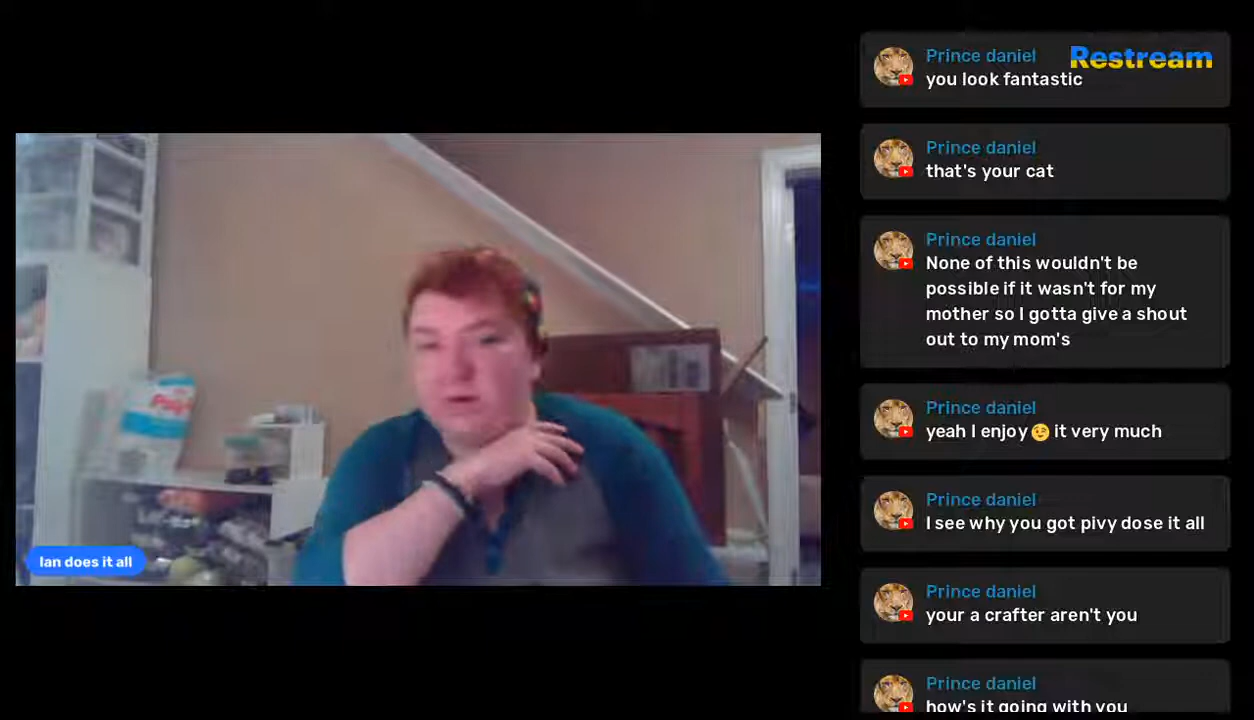 Prince daniel
Restream
you look fantastic
Prince daniel
that's your cat
Prince daniel
None of this wouldn't be
possible if it wasn't for my
mother so I gotta give a shout
out to my mom's
Prince daniel
yeah I enjoy😉it very much
Prince daniel
I see why you got pivy dose it all
Prince daniel
your a crafter aren't you
Prince daniel
how's it going with you
Ian does it all